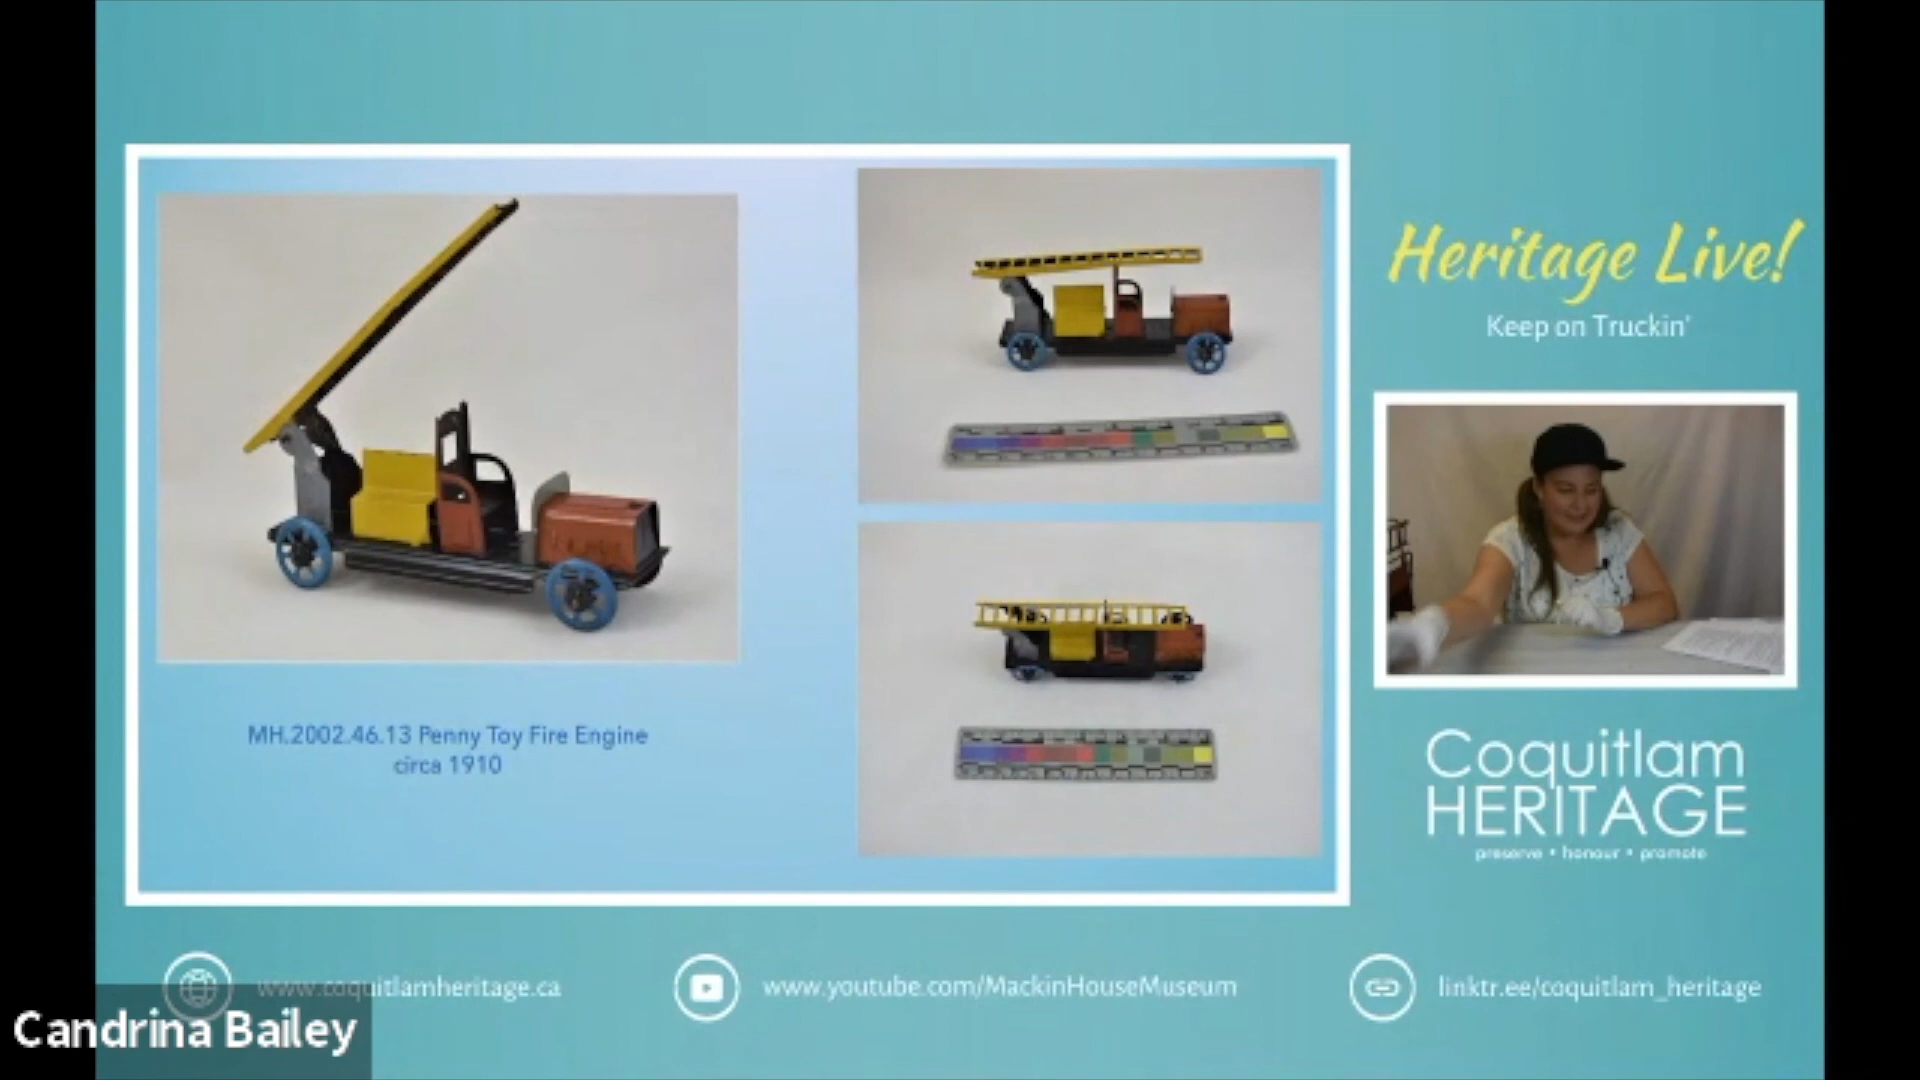 MH.2002.46.13 Penny Toy Fire Engine
circa 1910
Heritage Live!
Keep on Truckin'
Coquitlam
HERITAGE
preserve • honour • promote
www.coquitlamheritage.ca
www.youtube.com/MackinHouseMuseum
linktr.ee/coquitlam_heritage
Candrina Bailey